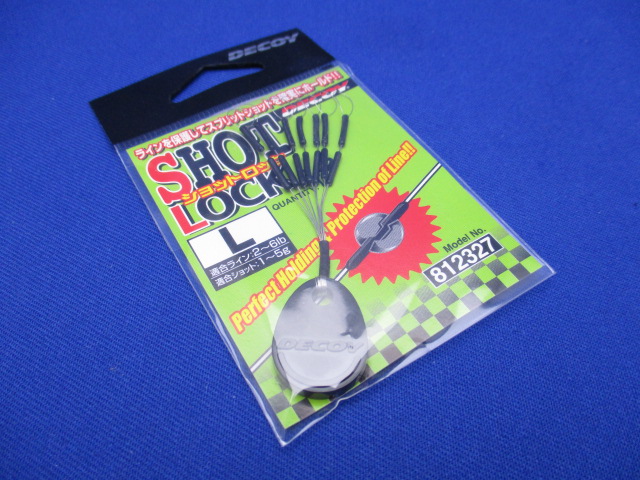 DECOY
ラインを保護してスプリットショットを確実にホールド!!
DECOY
SHOT
ショットロック
LOCK
L
適合ライン:2~6lb.
適合ショット:1~5g
Perfect Holding & Protection of Line!!
Model No.
812327
DECOY